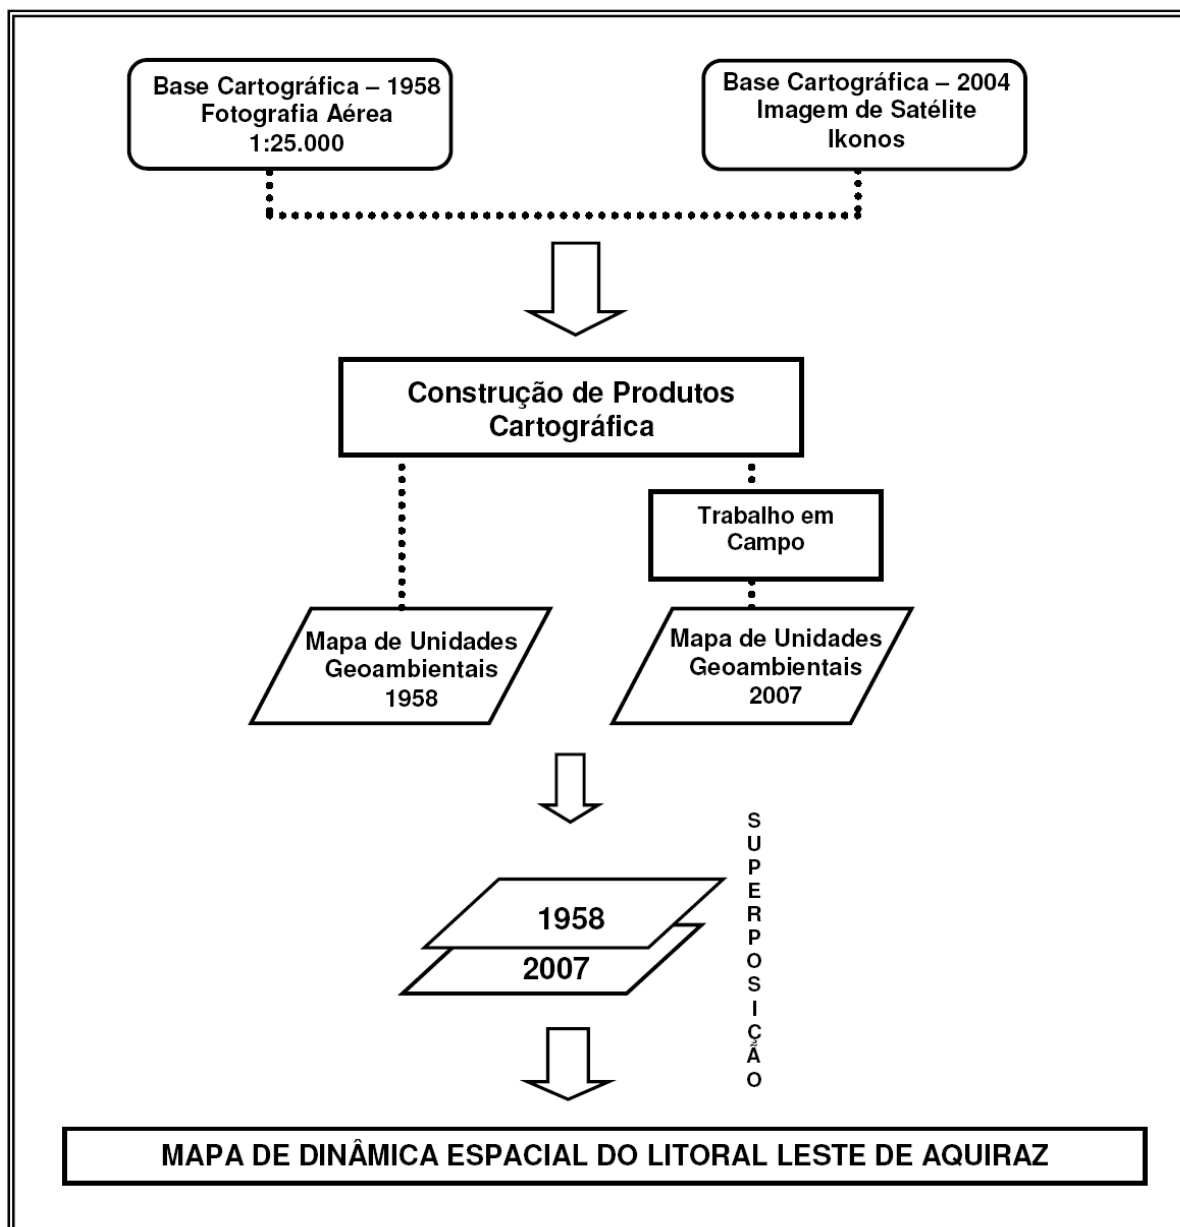 Base Cartográfica – 1958
Fotografia Aérea
1:25.000
Base Cartográfica – 2004
Imagem de Satélite
Ikonos
Construção de Produtos
Cartográfica
Trabalho em
Campo
Mapa de Unidades
Geoambientais
1958
Mapa de Unidades
Geoambientais
2007
1958
2007
SUPERPOSIÇÃO
MAPA DE DINÂMICA ESPACIAL DO LITORAL LESTE DE AQUIRAZ